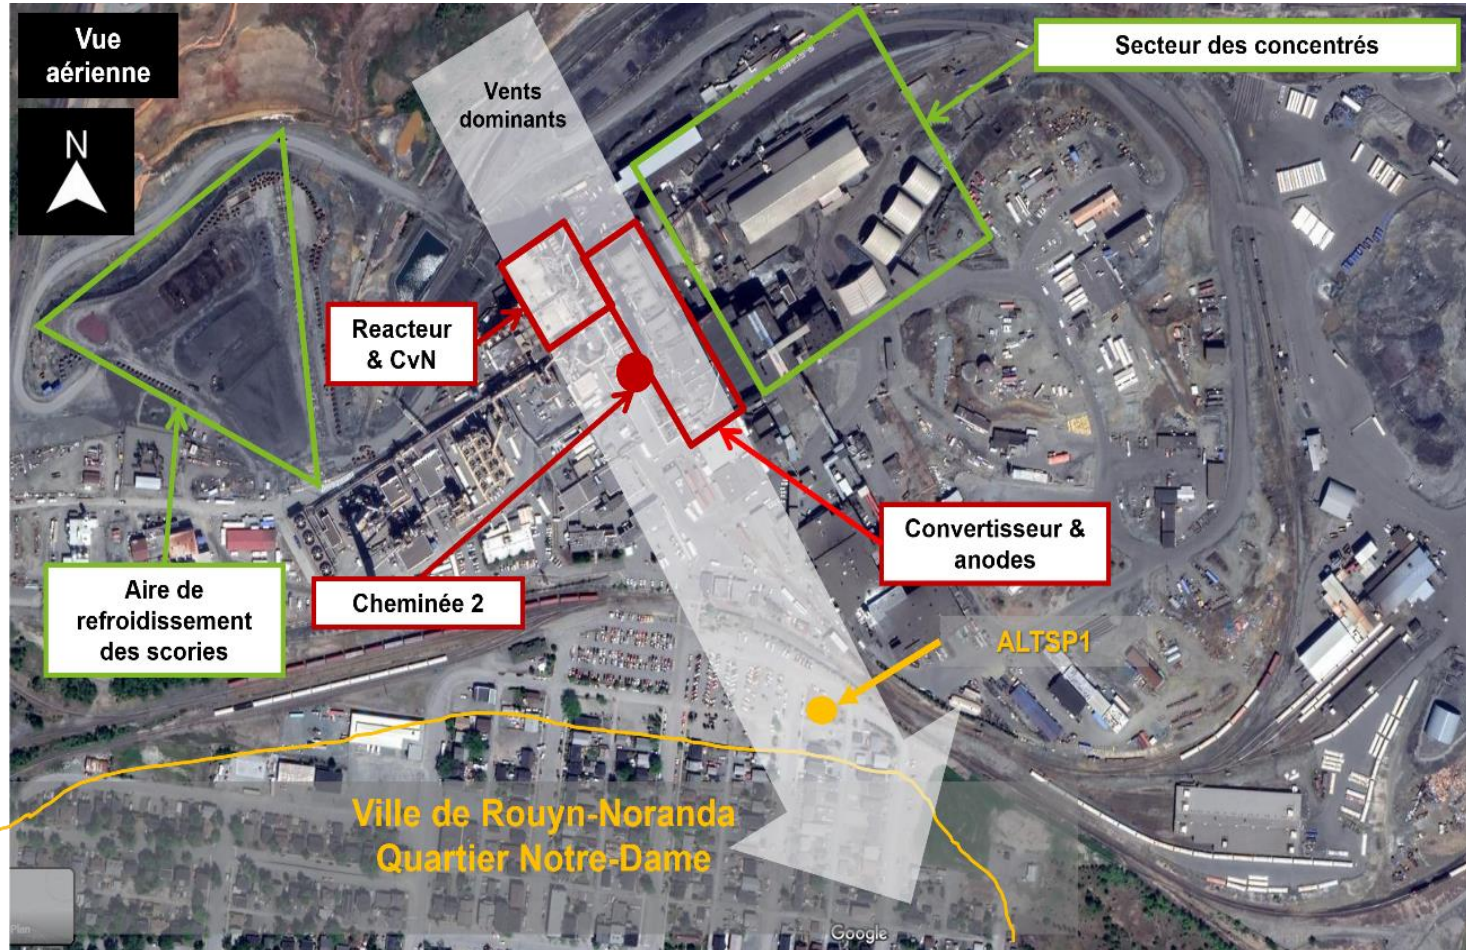 Vue
aérienne
N
Vents
dominants
Secteur des concentrés
Reacteur
& CvN
Convertisseur &
anodes
Aire de
refroidissement
des scories
Cheminée 2
ALTSP1
Ville de Rouyn-Noranda
Quartier Notre-Dame
Plan
Google